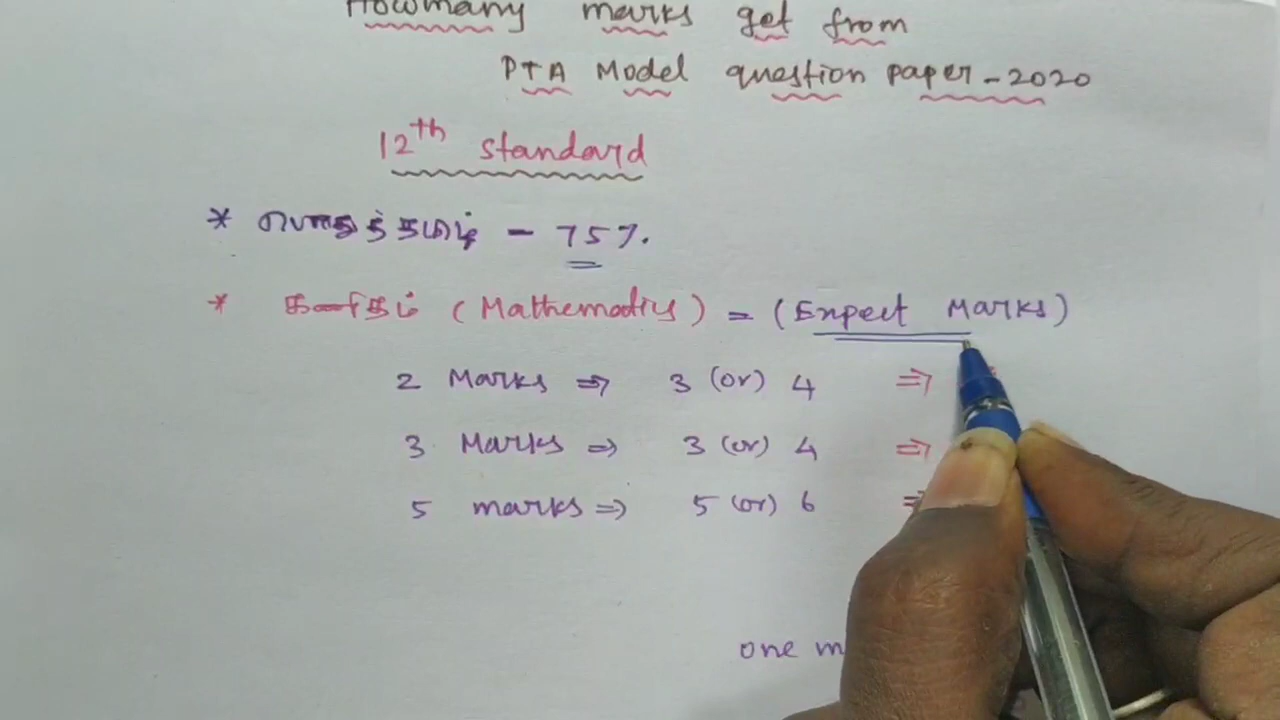 Howmany marks get from
PTA Model question paper - 2020
12th standard
* - 75%.
* கணிதம் (Mathematics) = (Expect Marks)
2 Marks ⇒ 3 (or) 4 ⇒
3 Marks ⇒ 3 (or) 4 ⇒
5 marks ⇒ 5 (or) 6 ⇒
one m